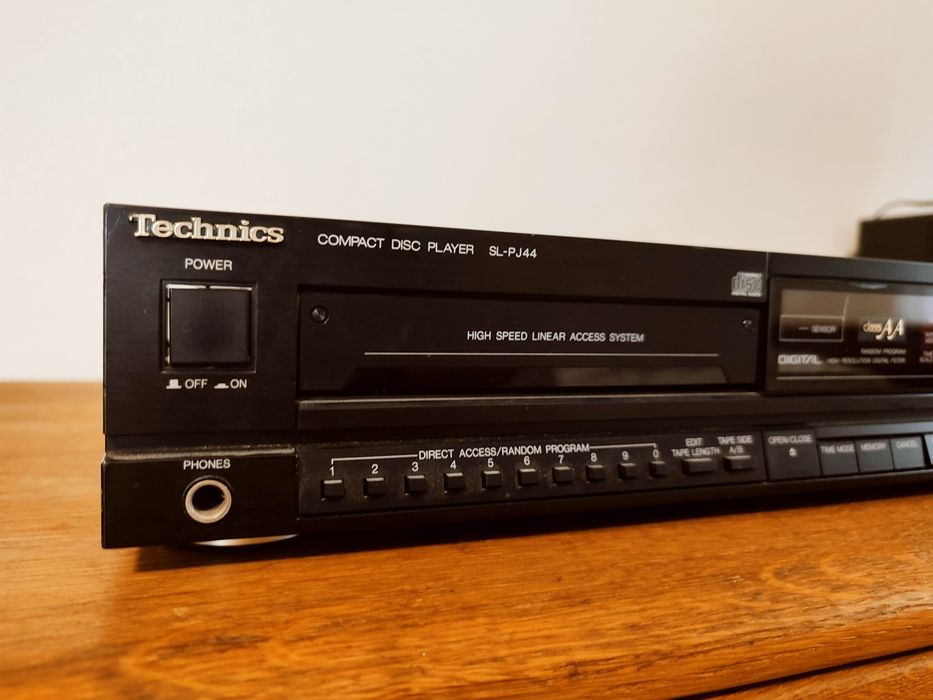 Technics
COMPACT DISC PLAYER SL-PJ44
POWER
OFF ON
HIGH SPEED LINEAR ACCESS SYSTEM
disc
SENSOR
class AA
RANDOM PROGRAM
DIGITAL HIGH RESOLUTION DIGITAL FILTER
PHONES
DIRECT ACCESS/RANDOM PROGRAM
1 2 3 4 5 6 7 8 9 0
EDIT
TAPE LENGTH
TAPE SIDE
A/B
OPEN/CLOSE
TIME MODE
MEMORY
CANCEL